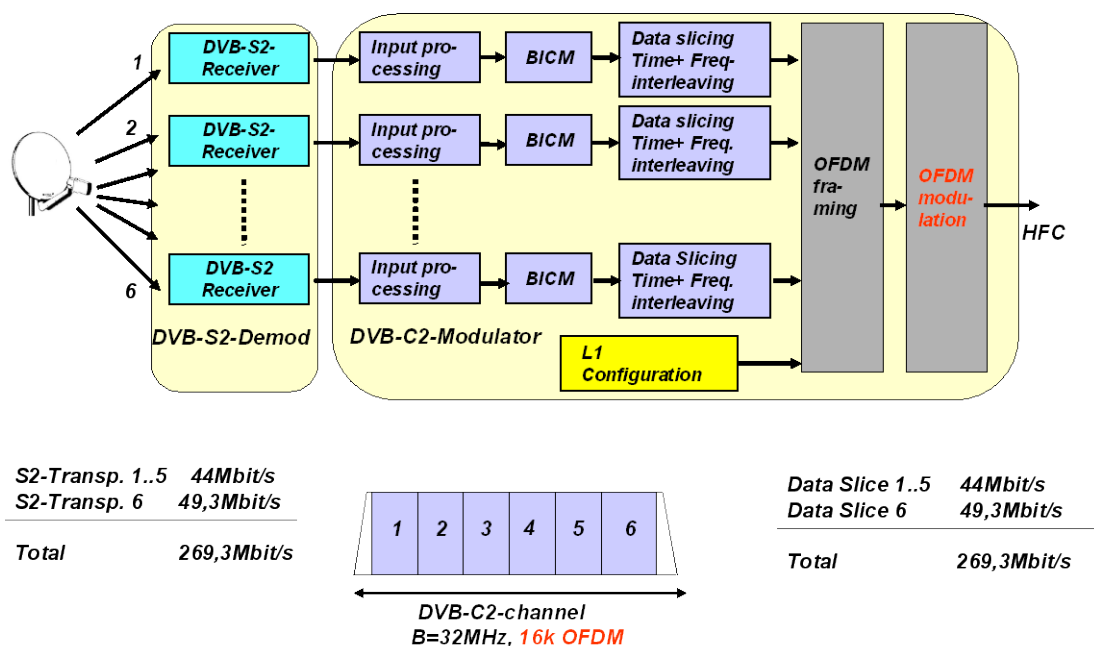 1
DVB-S2-
Receiver
Input pro-
cessing
BICM
Data slicing
Time+ Freq-
interleaving
2
DVB-S2-
Receiver
Input pro-
cessing
BICM
Data slicing
Time+ Freq.
interleaving
6
DVB-S2
Receiver
Input pro-
cessing
BICM
Data Slicing
Time+ Freq.
interleaving
OFDM
fra-
ming
OFDM
modu-
lation
HFC
DVB-S2-Demod
DVB-C2-Modulator
L1
Configuration
S2-Transp. 1..5 44Mbit/s
S2-Transp. 6 49,3Mbit/s
Total 269,3Mbit/s
1 2 3 4 5 6
DVB-C2-channel
B=32MHz, 16k OFDM
Data Slice 1..5 44Mbit/s
Data Slice 6 49,3Mbit/s
Total 269,3Mbit/s